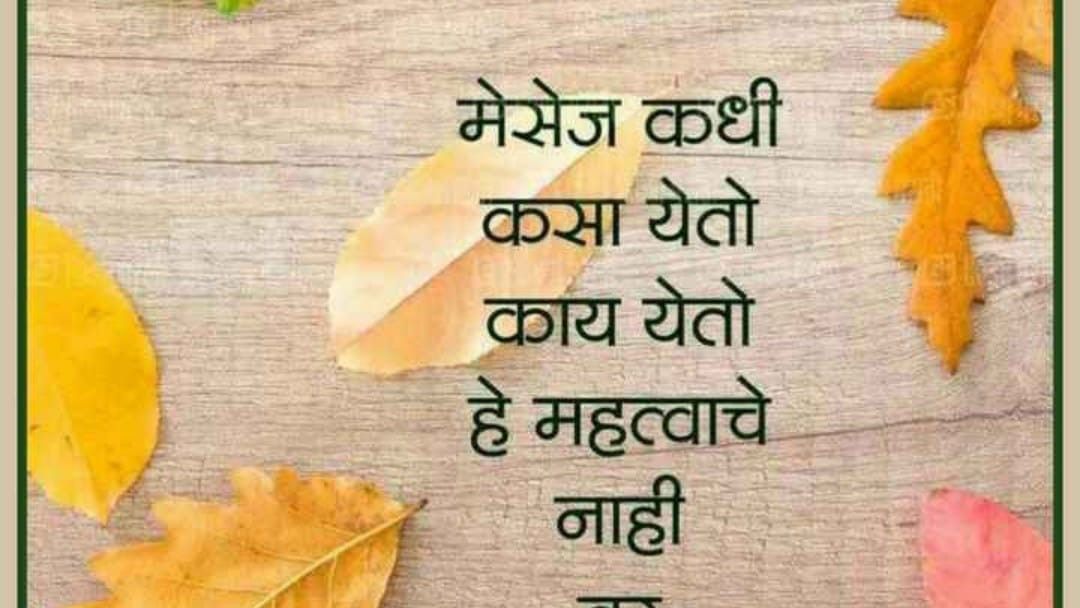 मेसेज कधी
कसा येतो
काय येतो
हे महत्वाचे
नाही